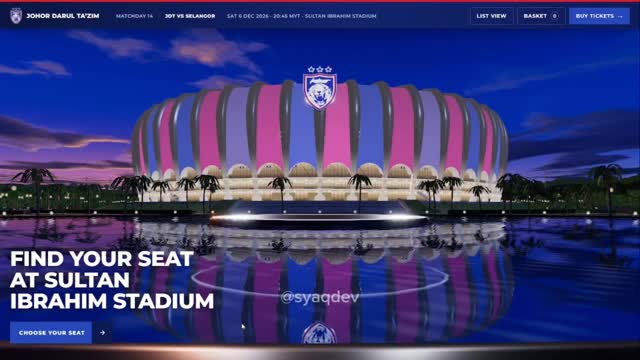 JOHOR DARUL TA'ZIM
MATCHDAY 14
JDT VS SELANGOR
SAT 6 DEC 2026 · 20:45 MYT · SULTAN IBRAHIM STADIUM
LIST VIEW
BASKET 0
BUY TICKETS →
FIND YOUR SEAT
AT SULTAN
IBRAHIM STADIUM
@syaqdev
CHOOSE YOUR SEAT →